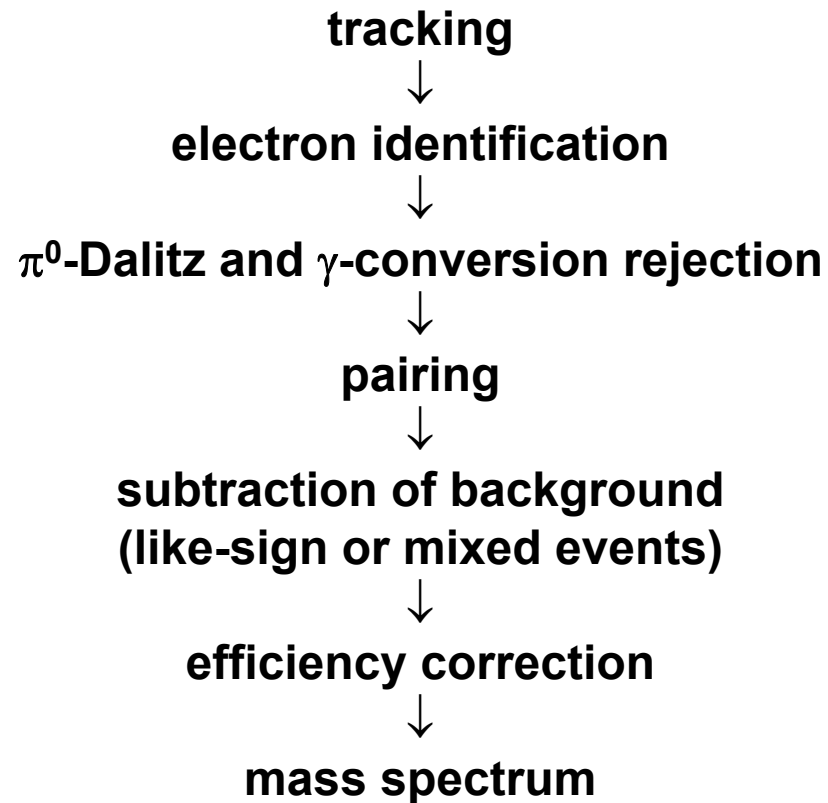 tracking
↓
electron identification
↓
π⁰-Dalitz and γ-conversion rejection
↓
pairing
↓
subtraction of background
(like-sign or mixed events)
↓
efficiency correction
↓
mass spectrum